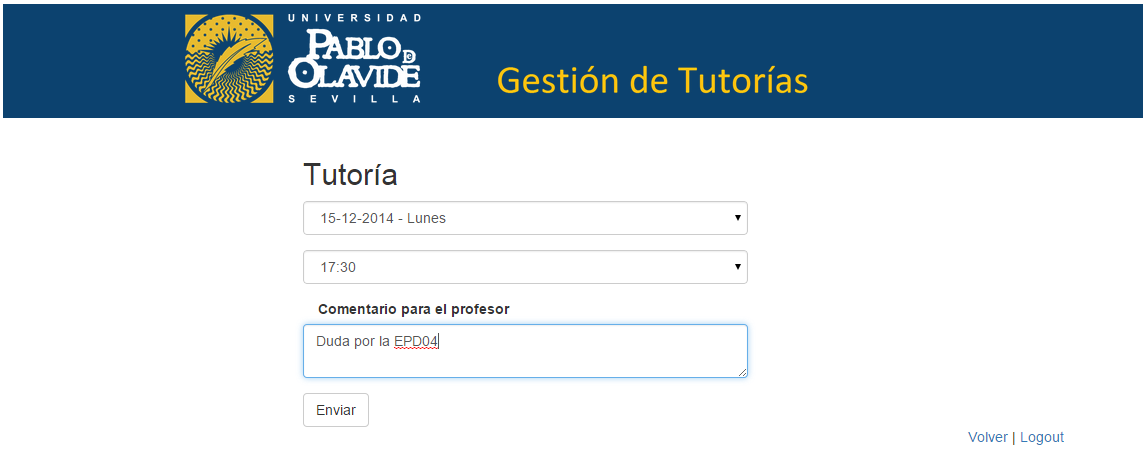 UNIVERSIDAD
PABLO DE
OLAVIDE
SEVILLA
Gestión de Tutorías
Tutoría
15-12-2014 - Lunes
17:30
Comentario para el profesor
Duda por la EPD04
Enviar
Volver | Logout